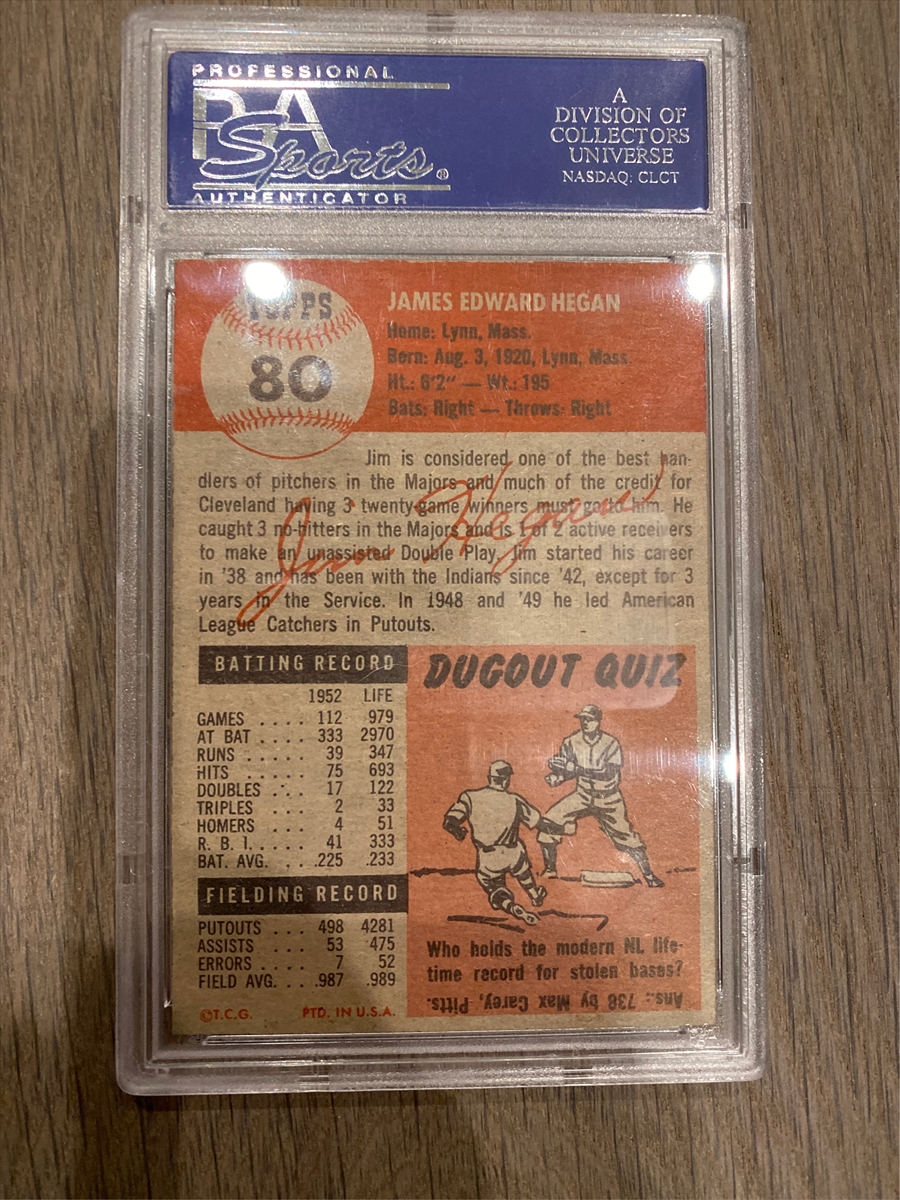 PROFESSIONAL
PSA
Sports®
AUTHENTICATOR
A
DIVISION OF
COLLECTORS
UNIVERSE
NASDAQ: CLCT
TOPPS
80
JAMES EDWARD HEGAN
Home: Lynn, Mass.
Born: Aug. 3, 1920, Lynn, Mass.
Ht.: 6'2" — Wt.: 195
Bats: Right — Throws: Right
Jim is considered one of the best han-
dlers of pitchers in the Majors and much of the credit for
Cleveland having 3 twenty-game winners must go to him. He
caught 3 no-hitters in the Majors and is 1 of 2 active receivers
to make an unassisted Double Play. Jim started his career
in '38 and has been with the Indians since '42, except for 3
years in the Service. In 1948 and '49 he led American
League Catchers in Putouts.
Jim Hegan
BATTING RECORD
1952 LIFE
GAMES .... 112 979
AT BAT .... 333 2970
RUNS .... 39 347
HITS ..... 75 693
DOUBLES ... 17 122
TRIPLES ... 2 33
HOMERS ... 4 51
R. B. I. .... 41 333
BAT. AVG. .. .225 .233
FIELDING RECORD
PUTOUTS ... 498 4281
ASSISTS ... 53 475
ERRORS .... 7 52
FIELD AVG. .. .987 .989
©T.C.G. PTD. IN U.S.A.
DUGOUT QUIZ
Who holds the modern NL life-
time record for stolen bases?
Ans.: 738 by Max Carey, Pitts.